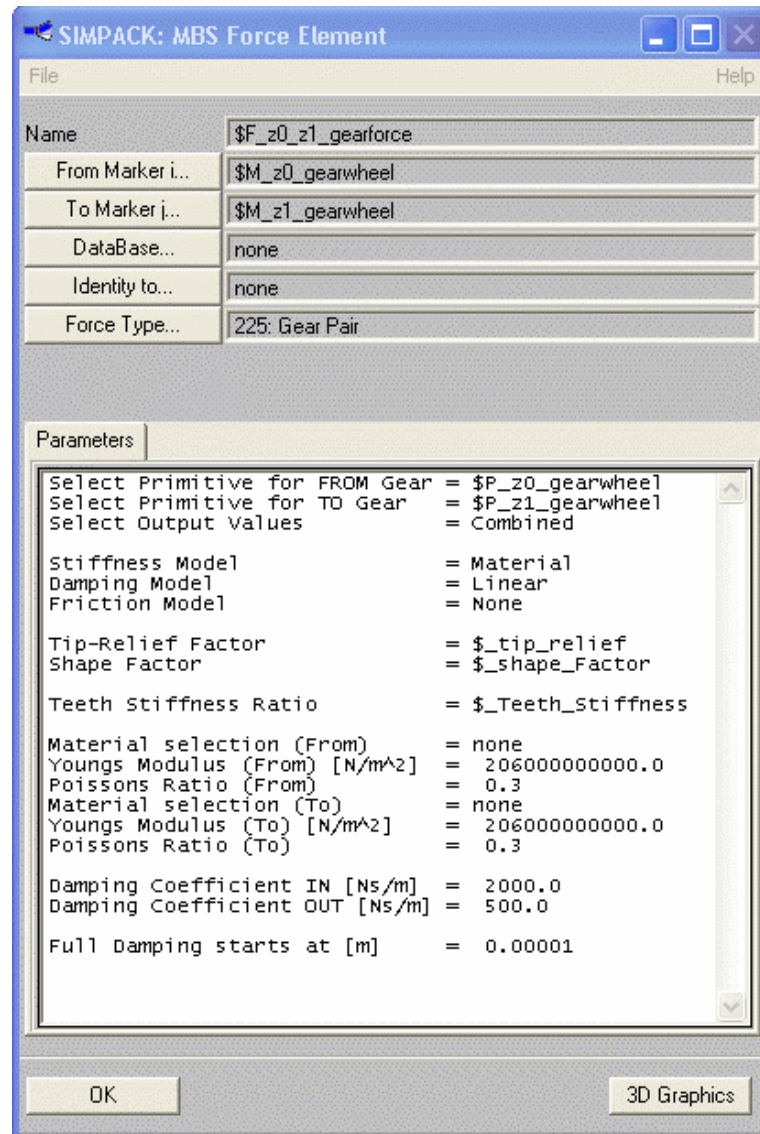 SIMPACK: MBS Force Element
File Help
Name $F_z0_z1_gearforce
From Marker i... $M_z0_gearwheel
To Marker j... $M_z1_gearwheel
DataBase... none
Identity to... none
Force Type... 225: Gear Pair
Parameters
Select Primitive for FROM Gear = $P_z0_gearwheel
Select Primitive for TO Gear = $P_z1_gearwheel
Select Output Values = Combined
Stiffness Model = Material
Damping Model = Linear
Friction Model = None
Tip-Relief Factor = $_tip_relief
Shape Factor = $_shape_Factor
Teeth Stiffness Ratio = $_Teeth_Stiffness
Material selection (From) = none
Youngs Modulus (From) [N/m^2] = 206000000000.0
Poissons Ratio (From) = 0.3
Material selection (To) = none
Youngs Modulus (To) [N/m^2] = 206000000000.0
Poissons Ratio (To) = 0.3
Damping Coefficient IN [Ns/m] = 2000.0
Damping Coefficient OUT [Ns/m] = 500.0
Full Damping starts at [m] = 0.00001
OK 3D Graphics